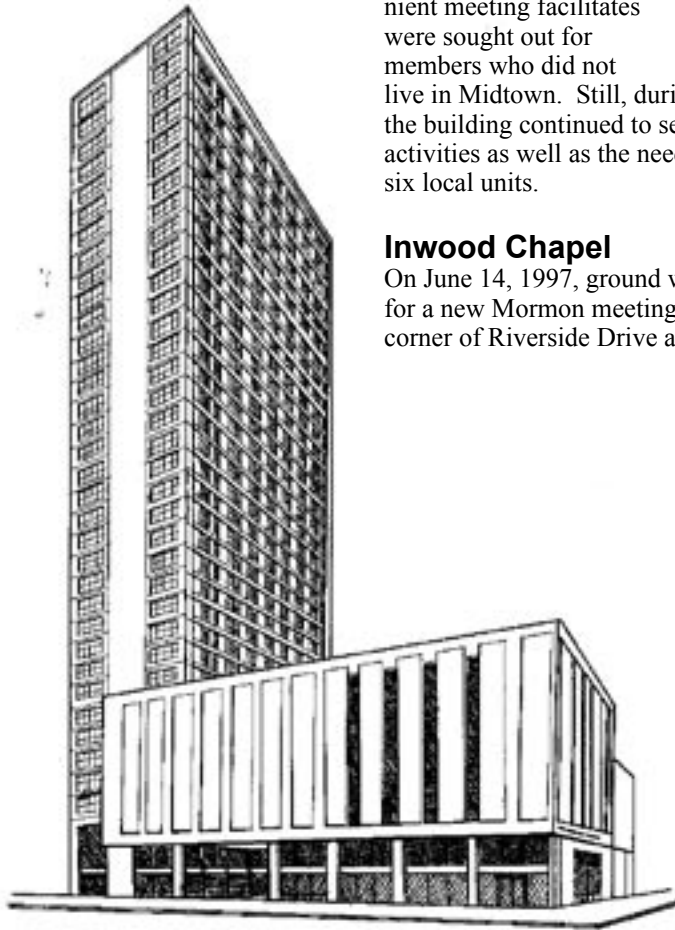 nient meeting facilitates
were sought out for
members who did not
live in Midtown. Still, duri
the building continued to se
activities as well as the need
six local units.
Inwood Chapel
On June 14, 1997, ground w
for a new Mormon meeting
corner of Riverside Drive a